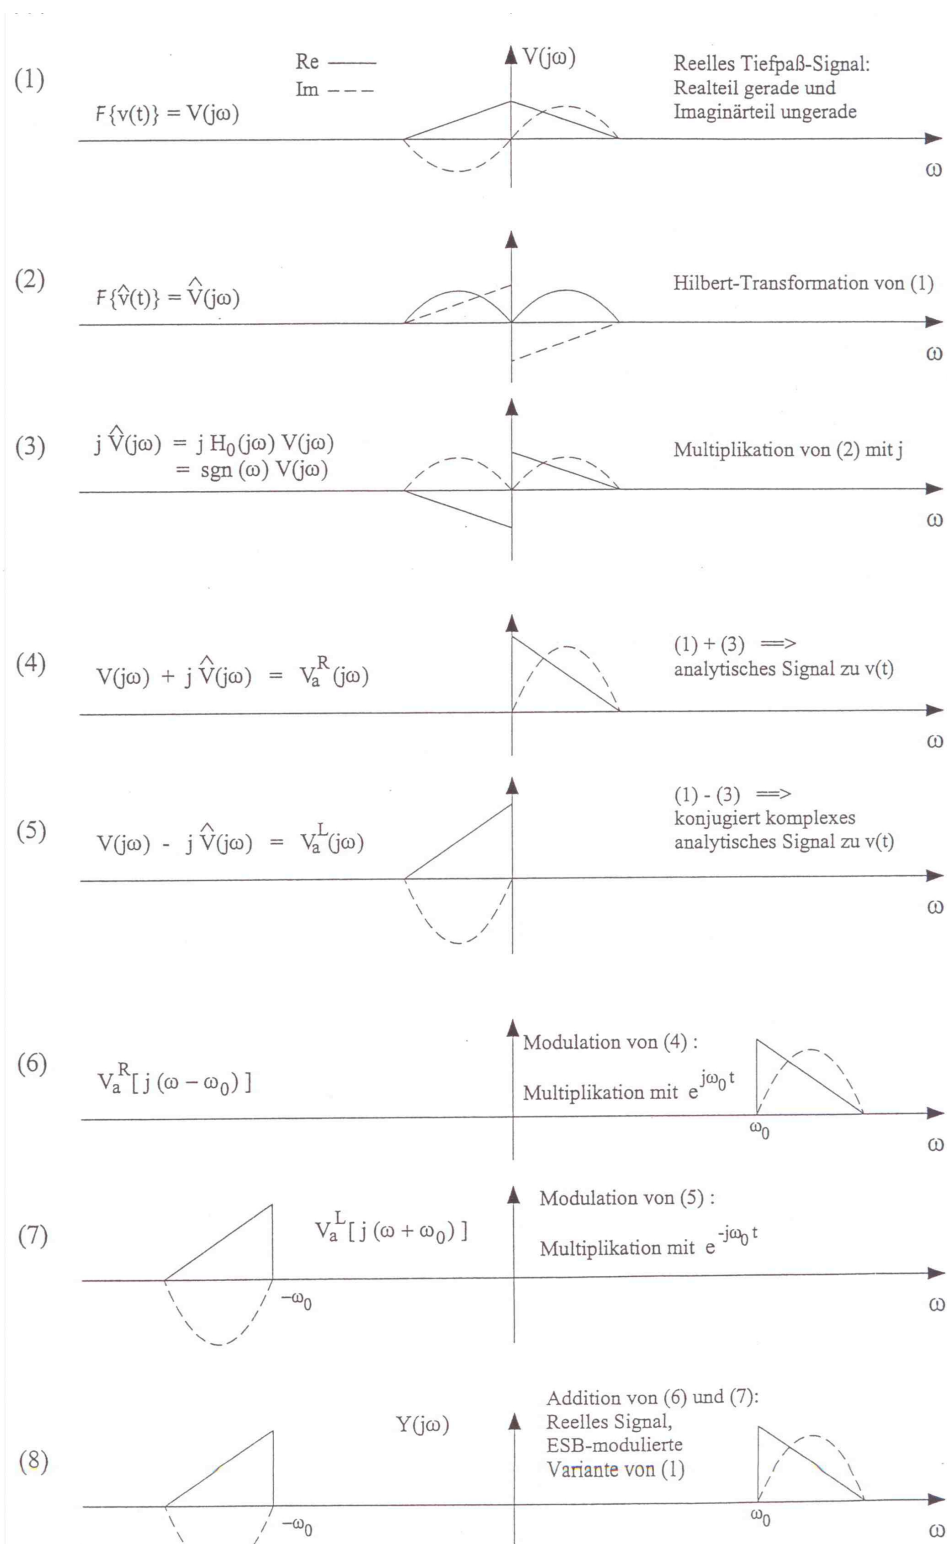 (1)
Re
Im
F{v(t)} = V(jω)
V(jω)
Reelles Tiefpaß-Signal:
Realteil gerade und
Imaginärteil ungerade
ω
(2)
F{v̂(t)} = V̂(jω)
Hilbert-Transformation von (1)
ω
(3)
j V̂(jω) = j H₀(jω) V(jω)
= sgn (ω) V(jω)
Multiplikation von (2) mit j
ω
(4)
V(jω) + j V̂(jω) = Vₐᴿ(jω)
(1) + (3) ==>
analytisches Signal zu v(t)
ω
(5)
V(jω) - j V̂(jω) = Vₐᴸ(jω)
(1) - (3) ==>
konjugiert komplexes
analytisches Signal zu v(t)
ω
(6)
Vₐᴿ[ j (ω − ω₀) ]
Modulation von (4) :
Multiplikation mit e^jω₀t
ω₀
ω
(7)
Vₐᴸ[ j (ω + ω₀) ]
Modulation von (5) :
Multiplikation mit e^-jω₀t
-ω₀
ω
(8)
Y(jω)
Addition von (6) und (7):
Reelles Signal,
ESB-modulierte
Variante von (1)
-ω₀
ω₀
ω